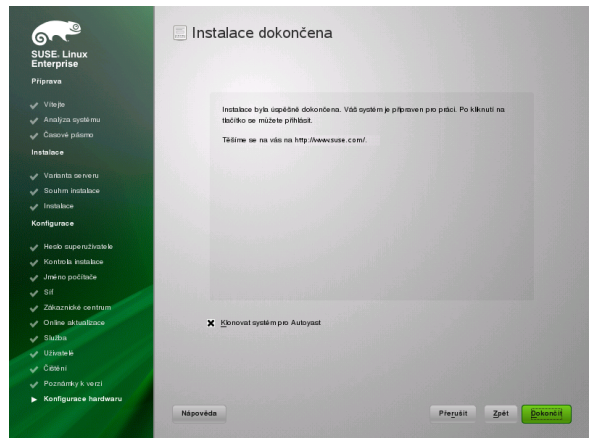 SUSE. Linux
Enterprise
Příprava
Vítejte
Analýza systému
Časové pásmo
Instalace
Varianta serveru
Souhrn instalace
Instalace
Konfigurace
Heslo superuživatele
Kontrola instalace
Jméno počítače
Síť
Zákaznické centrum
Online aktualizace
Služba
Uživatelé
Čištění
Poznámky k verzi
Konfigurace hardwaru
Instalace dokončena
Instalace byla úspěšně dokončena. Váš systém je připraven pro práci. Po kliknutí na
tlačítko se můžete přihlásit.
Těšíme se na vás na http://www.suse.com/.
Klonovat systém pro Autoyast
Nápověda
Přerušit
Zpět
Dokončit